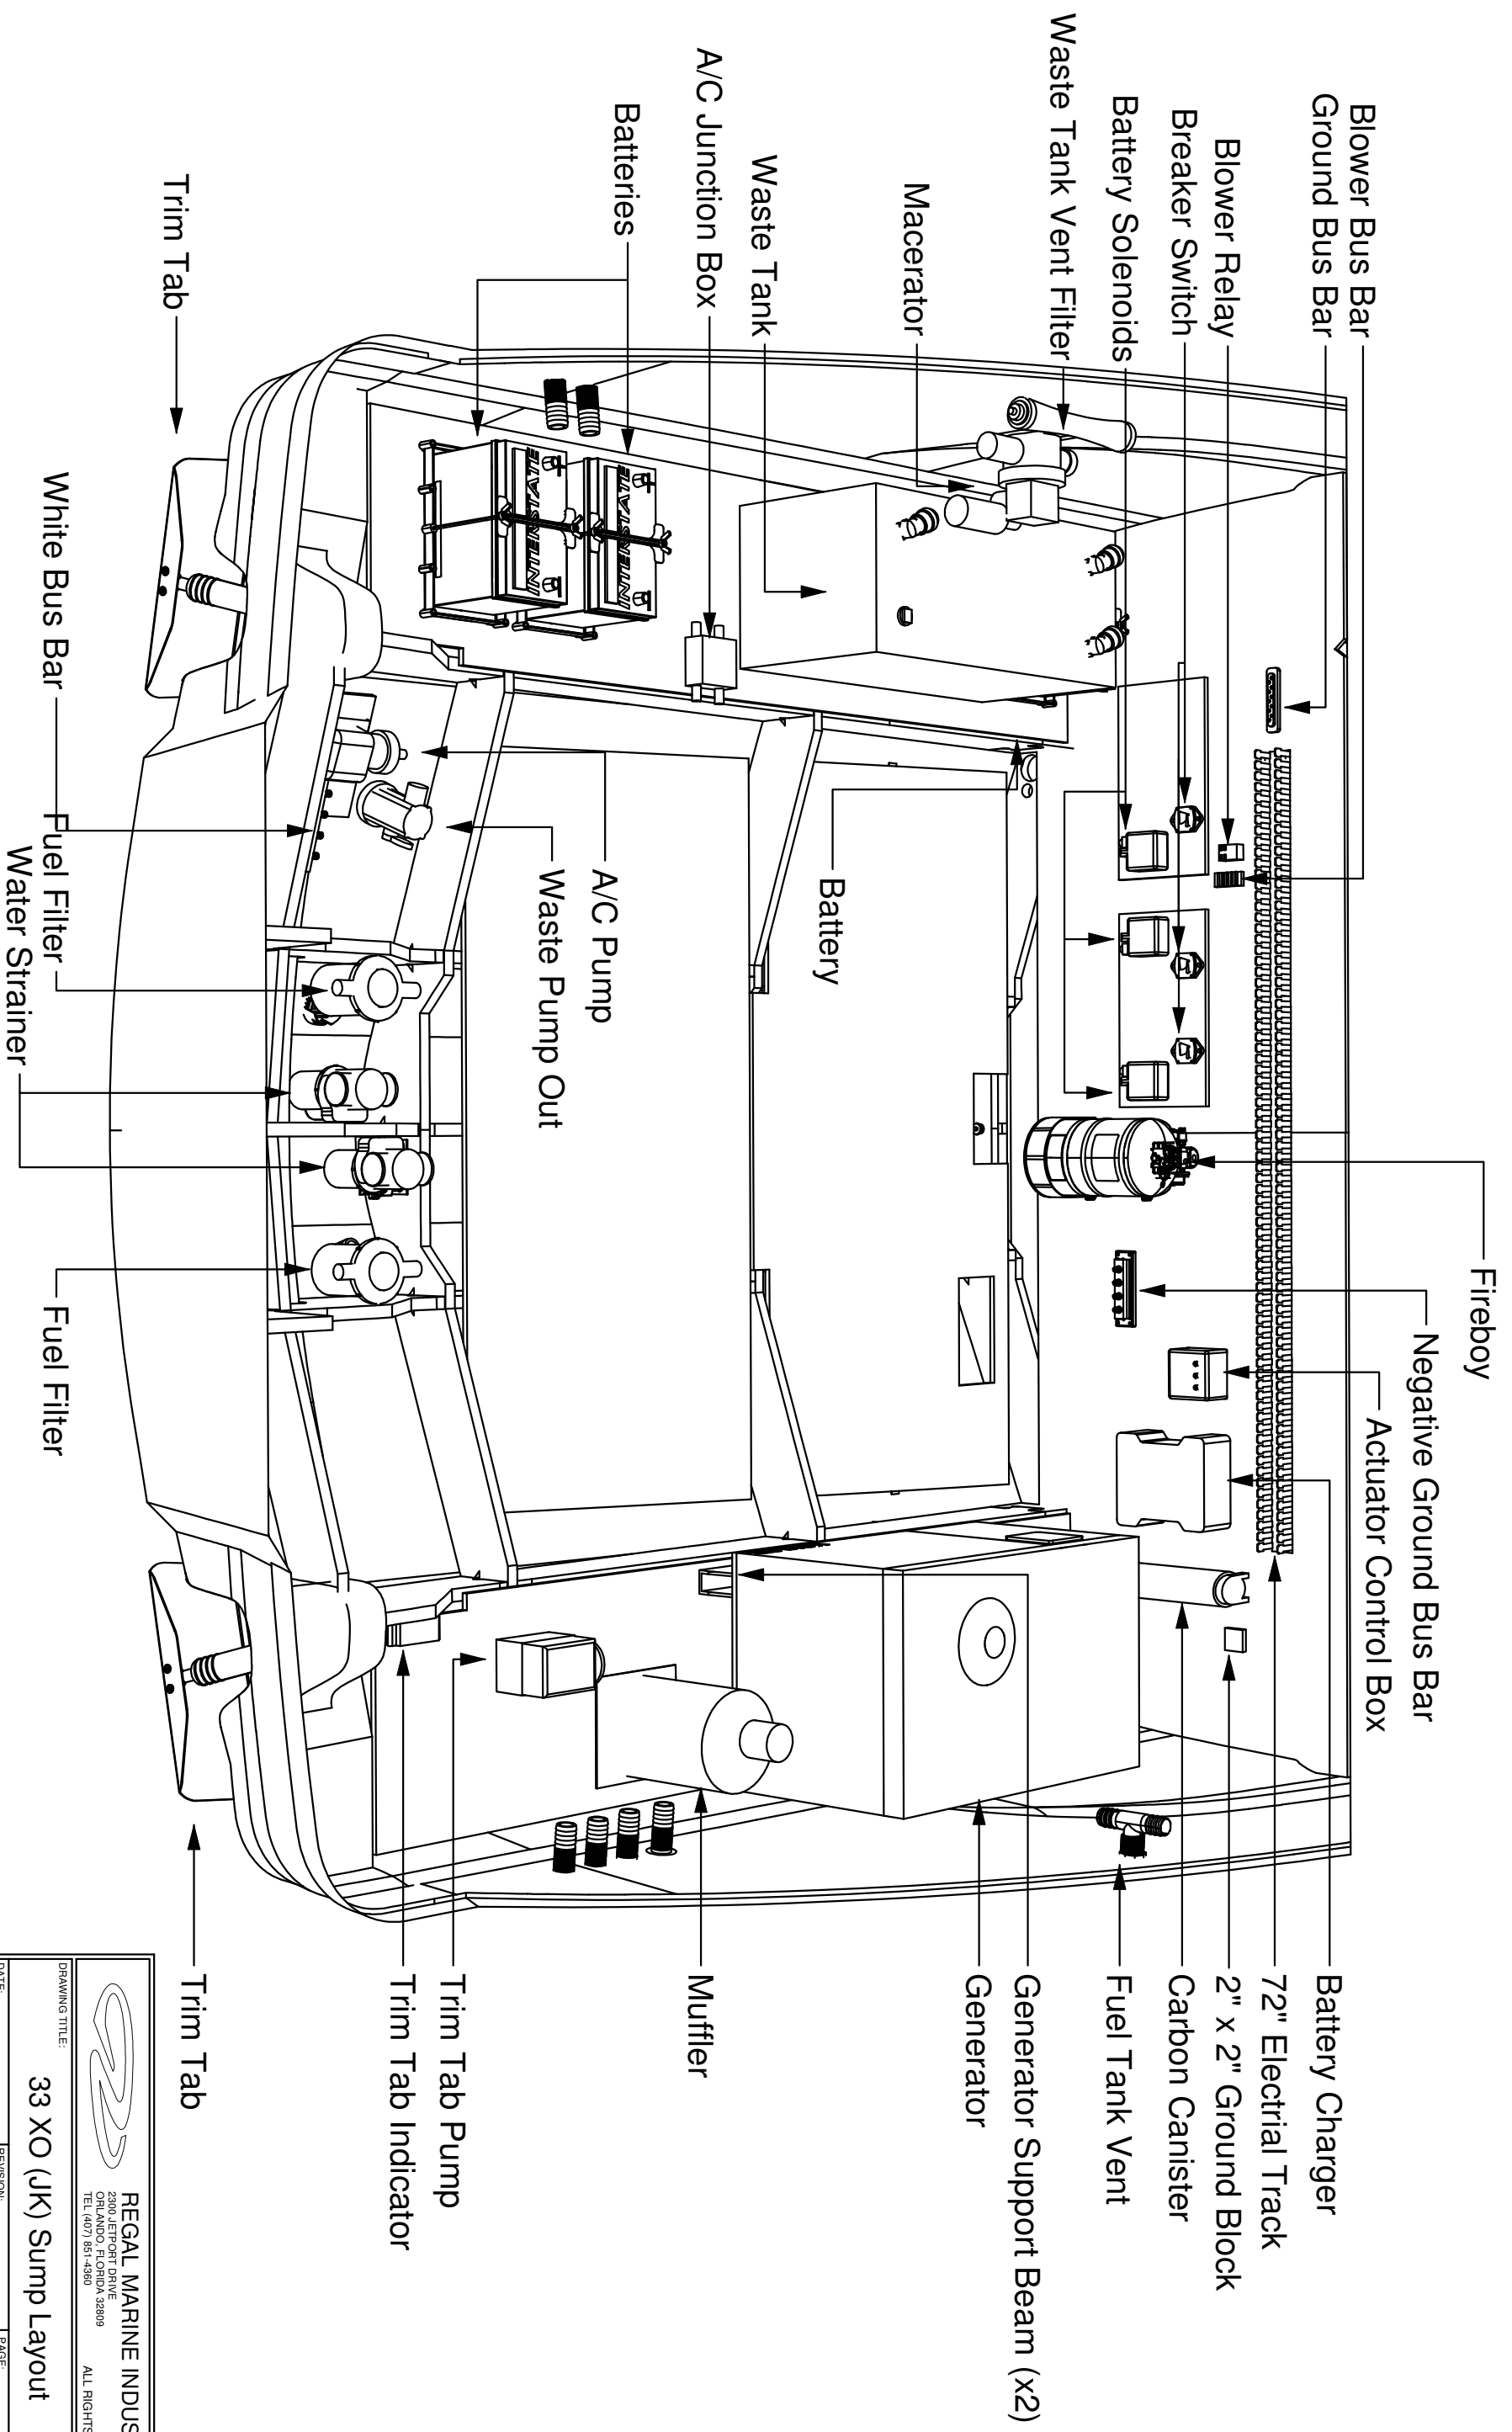 Blower Bus Bar
Ground Bus Bar
Blower Relay
Breaker Switch
Battery Solenoids
Waste Tank Vent Filter
Macerator
Waste Tank
A/C Junction Box
Batteries
INTERSTATE
INTERSTATE
Trim Tab
White Bus Bar
Fuel Filter
Water Strainer
A/C Pump
Waste Pump Out
Battery
Fuel Filter
Fireboy
Negative Ground Bus Bar
Actuator Control Box
Battery Charger
72" Electrial Track
2" x 2" Ground Block
Carbon Canister
Fuel Tank Vent
Generator Support Beam (x2)
Generator
Muffler
Trim Tab Pump
Trim Tab Indicator
Trim Tab
REGAL MARINE INDUS
2300 JETPORT DRIVE
ORLANDO, FLORIDA 32809
TEL (407) 851-4360
ALL RIGHTS
DRAWING TITLE:
33 XO (JK) Sump Layout
DATE:
REVISION:
PAGE: